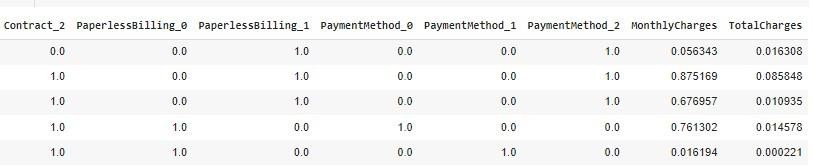 Contract_2 PaperlessBilling_0 PaperlessBilling_1 PaymentMethod_0 PaymentMethod_1 PaymentMethod_2 MonthlyCharges TotalCharges
0.0 0.0 1.0 0.0 0.0 1.0 0.056343 0.016308
1.0 0.0 1.0 0.0 0.0 1.0 0.875169 0.085848
1.0 0.0 1.0 0.0 0.0 1.0 0.676957 0.010935
1.0 1.0 0.0 1.0 0.0 0.0 0.761302 0.014578
1.0 1.0 0.0 0.0 1.0 0.0 0.016194 0.000221